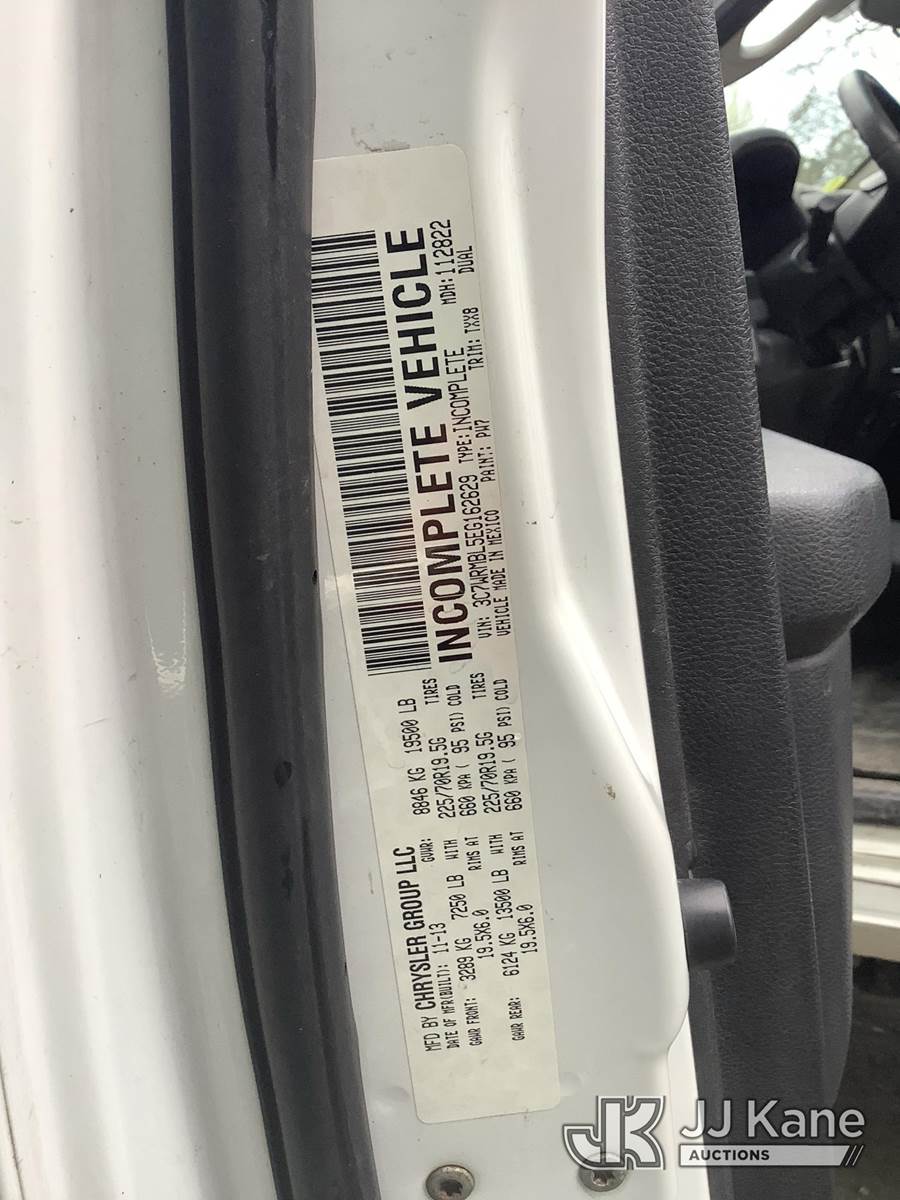 MFD BY CHRYSLER GROUP LLC
DATE OF MFR(BUILT): 11-13 GVWR: 8846 KG 19500 LB
GAWR FRONT: 3289 KG 7250 LB WITH 225/70R19.5G TIRES
19.5X6.0 RIMS AT 660 KPA ( 95 PSI) COLD
GAWR REAR: 6124 KG 13500 LB WITH 225/70R19.5G TIRES
19.5X6.0 RIMS AT 660 KPA ( 95 PSI) COLD
INCOMPLETE VEHICLE
VIN: 3C7WRMBL5EG162629 TYPE:INCOMPLETE MDH:112822
VEHICLE MADE IN MEXICO PAINT: PW7 TRIM: TXX8 DUAL
JK JJ Kane
AUCTIONS